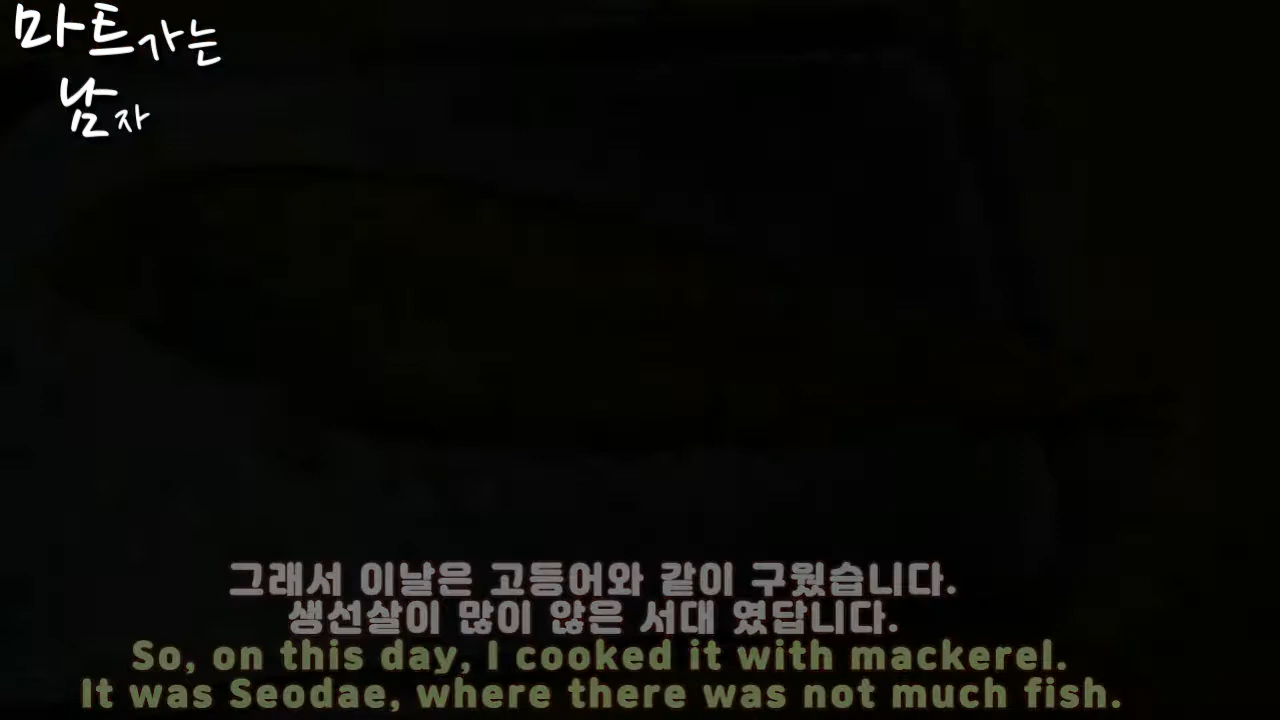 마트가는
남자
그래서 이날은 고등어와 같이 구웠습니다.
생선살이 많이 않은 서대 였답니다.
So, on this day, I cooked it with mackerel.
It was Seodae, where there was not much fish.